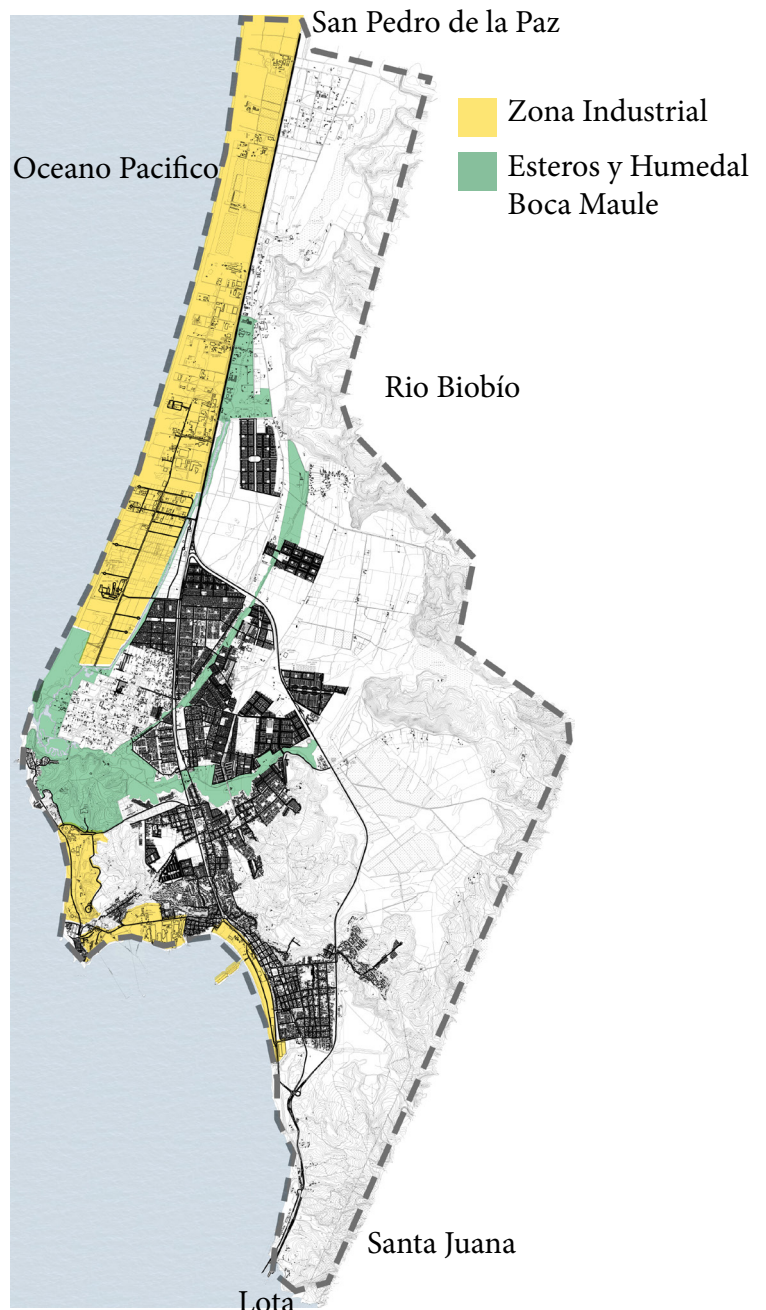 San Pedro de la Paz
Zona Industrial
Oceano Pacifico
Esteros y Humedal
Boca Maule
Rio Biobío
Santa Juana
Lota